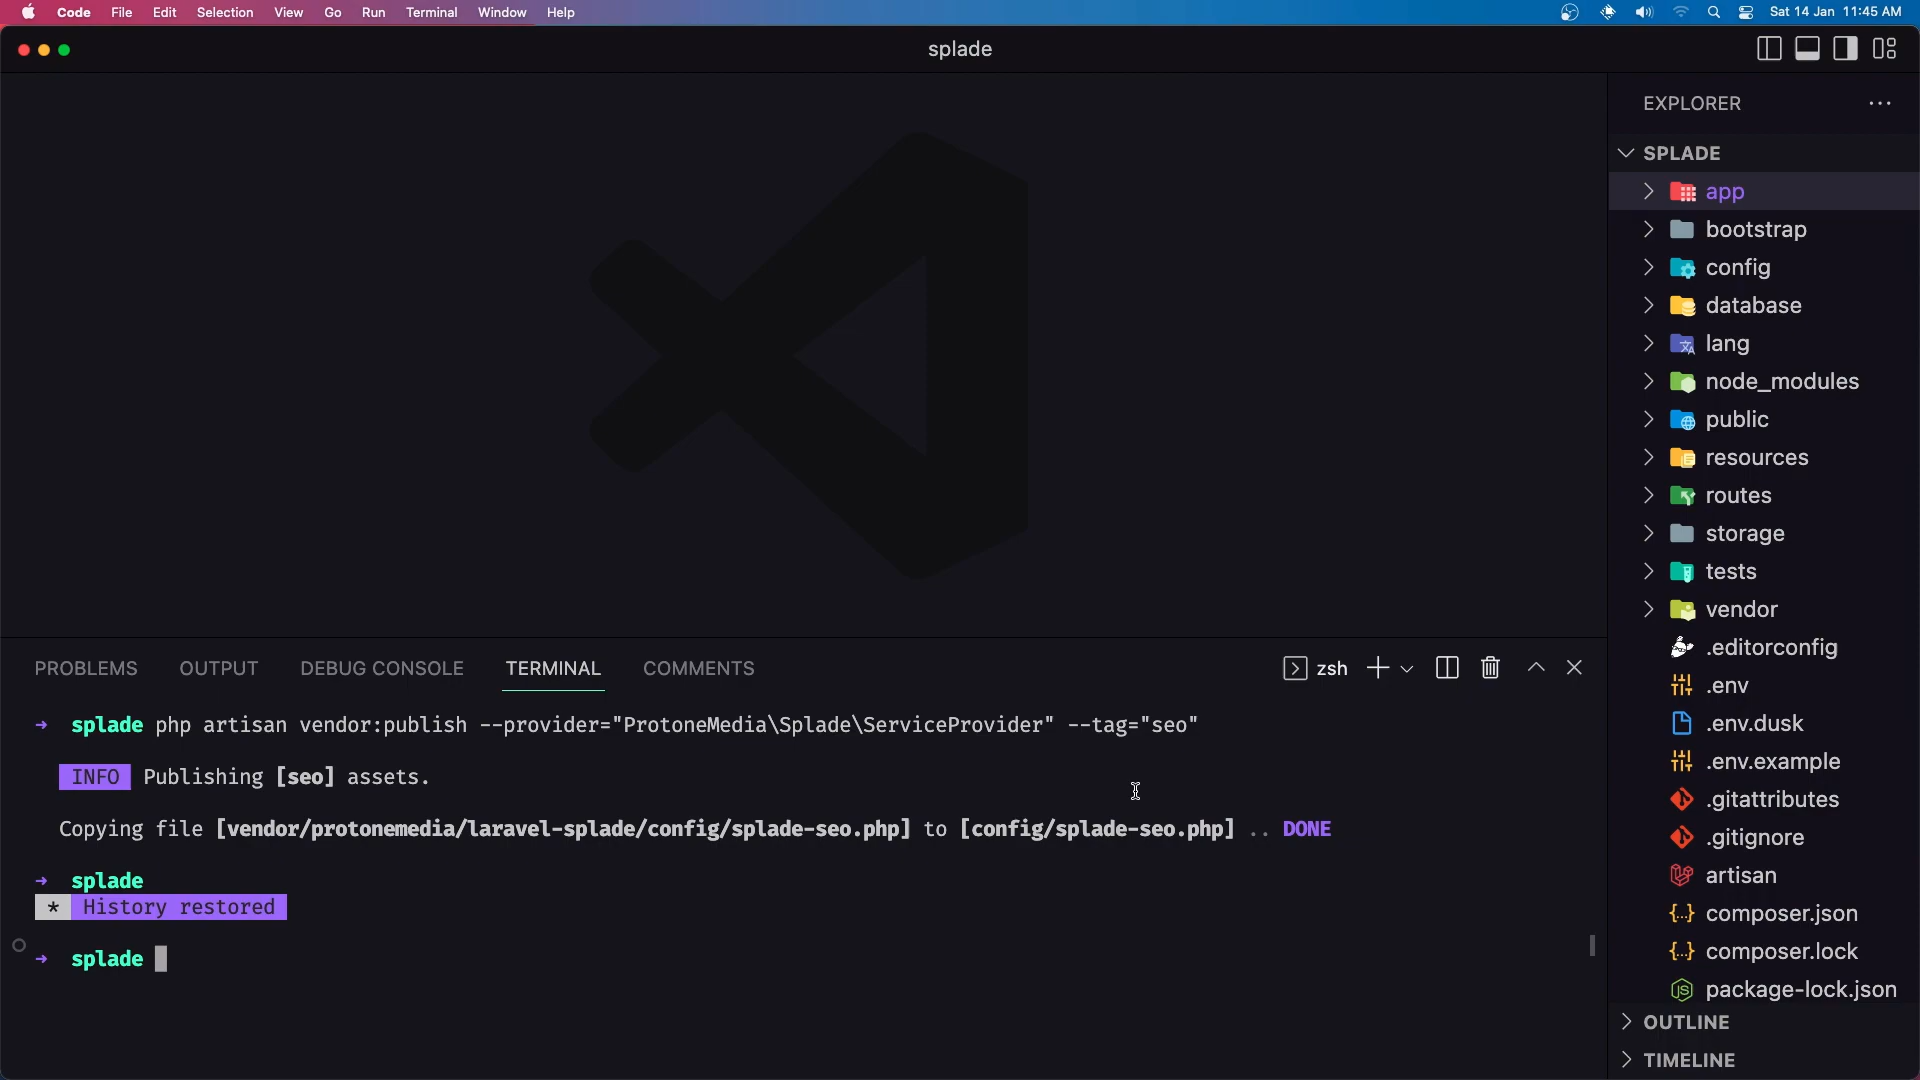 Code File Edit Selection View Go Run Terminal Window Help
Sat 14 Jan 11:45 AM
splade
EXPLORER
SPLADE
app
bootstrap
config
database
lang
node_modules
public
resources
routes
storage
tests
vendor
.editorconfig
.env
.env.dusk
.env.example
.gitattributes
.gitignore
artisan
composer.json
composer.lock
package-lock.json
OUTLINE
TIMELINE
PROBLEMS OUTPUT DEBUG CONSOLE TERMINAL COMMENTS
zsh
→ splade php artisan vendor:publish --provider="ProtoneMedia\Splade\ServiceProvider" --tag="seo"
INFO Publishing [seo] assets.
Copying file [vendor/protonemedia/laravel-splade/config/splade-seo.php] to [config/splade-seo.php] .. DONE
→ splade
* History restored
→ splade